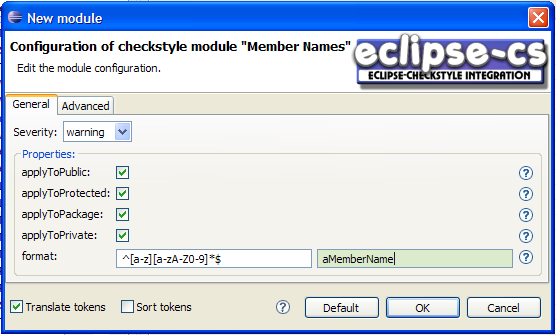 New module
Configuration of checkstyle module "Member Names"
Edit the module configuration.
eclipse-cs
ECLIPSE-CHECKSTYLE INTEGRATION
General Advanced
Severity: warning
Properties:
applyToPublic:
applyToProtected:
applyToPackage:
applyToPrivate:
format: ^[a-z][a-zA-Z0-9]*$ aMemberName
Translate tokens Sort tokens ? Default OK Cancel